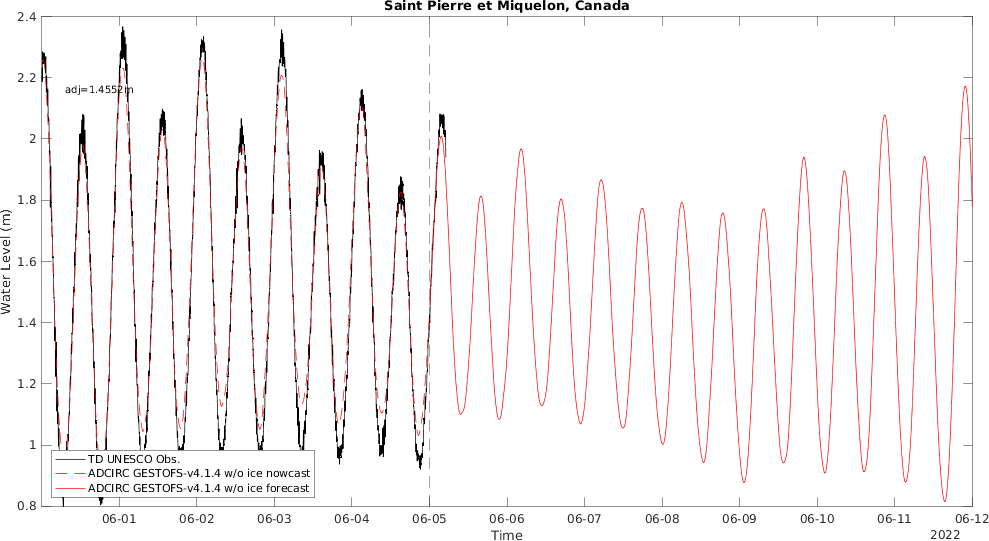 Saint Pierre et Miquelon, Canada
2.4
2.2
adj=1.4552m
2
1.8
1.6
Water Level (m)
1.4
1.2
1
TD UNESCO Obs.
ADCIRC GESTOFS-v4.1.4 w/o ice nowcast
ADCIRC GESTOFS-v4.1.4 w/o ice forecast
0.8
06-01 06-02 06-03 06-04 06-05 06-06 06-07 06-08 06-09 06-10 06-11 06-12
Time
2022